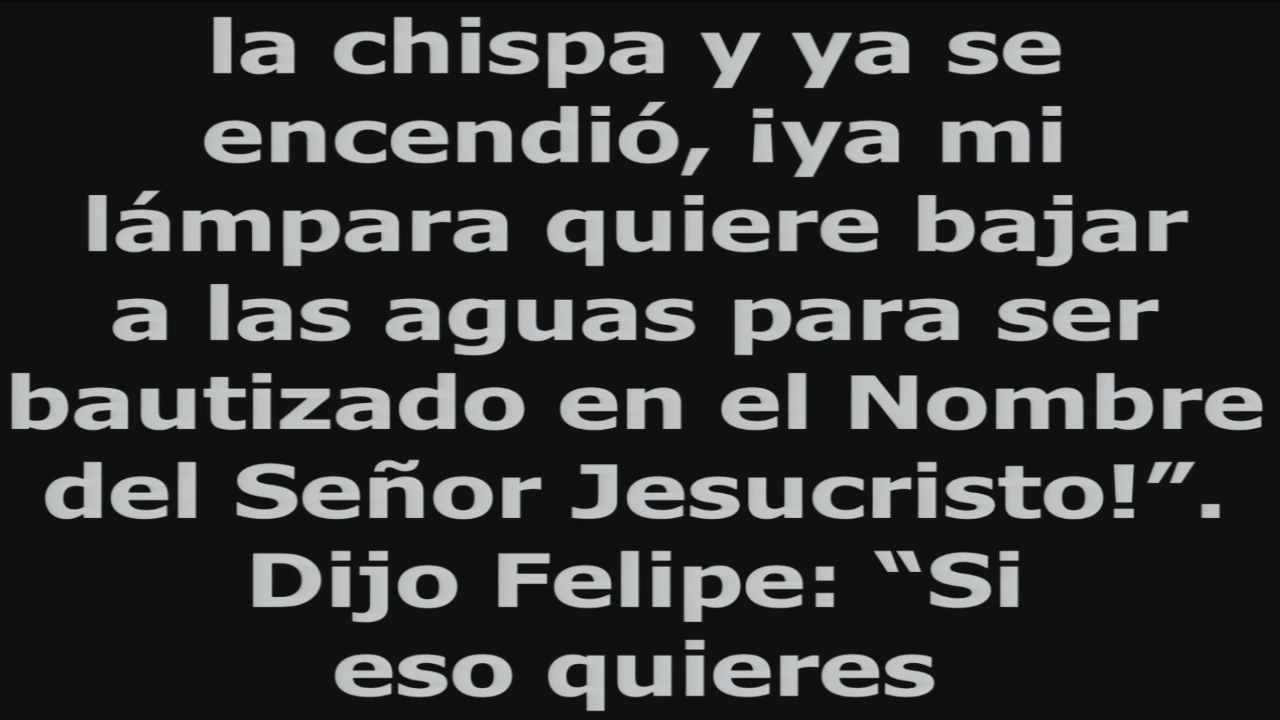 la chispa y ya se
encendió, ¡ya mi
lámpara quiere bajar
a las aguas para ser
bautizado en el Nombre
del Señor Jesucristo!”.
Dijo Felipe: “Si
eso quieres